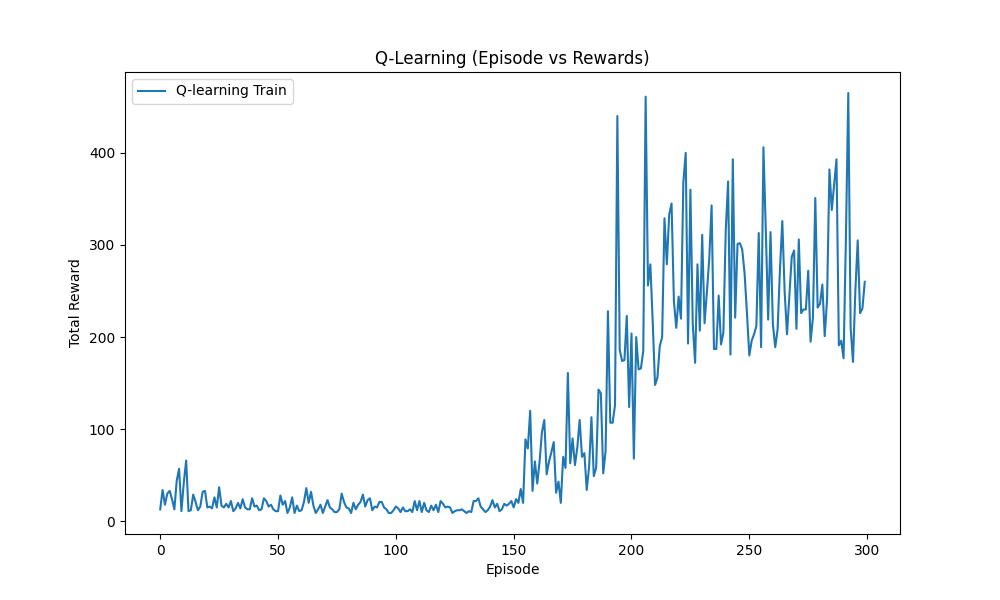 Q-Learning (Episode vs Rewards)
Q-learning Train
400
300
200
100
0
Total Reward
0 50 100 150 200 250 300
Episode